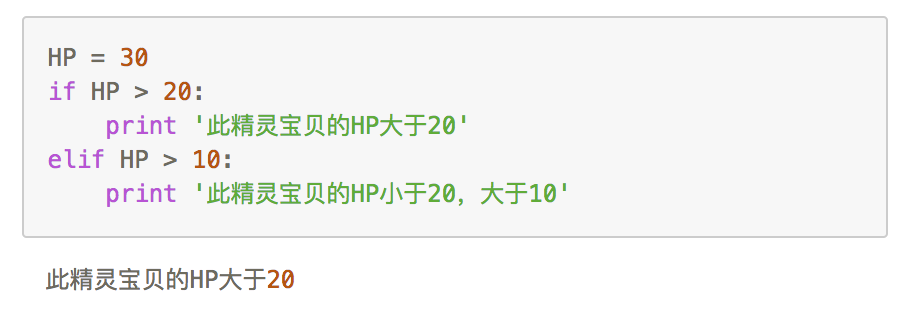 HP = 30
if HP > 20:
    print '此精灵宝贝的HP大于20'
elif HP > 10:
    print '此精灵宝贝的HP小于20，大于10'
此精灵宝贝的HP大于20